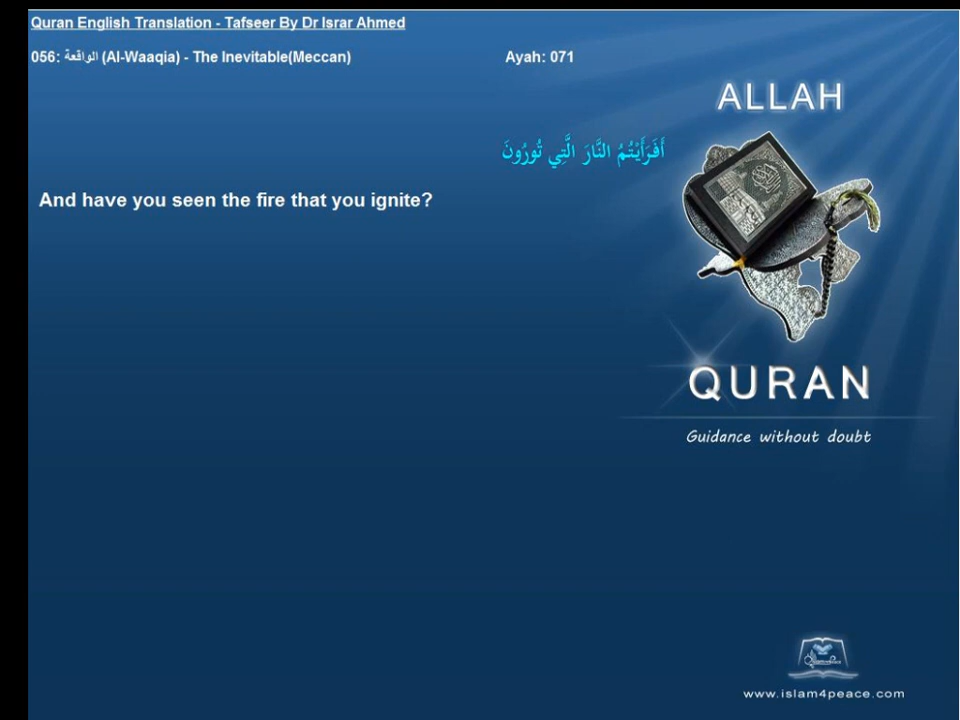 Quran English Translation - Tafseer By Dr Israr Ahmed
056: الواقعة (Al-Waaqia) - The Inevitable(Meccan) Ayah: 071
ALLAH
أَفَرَأَيْتُمُ النَّارَ الَّتِي تُورُونَ
And have you seen the fire that you ignite?
QURAN
Guidance without doubt
www.islam4peace.com